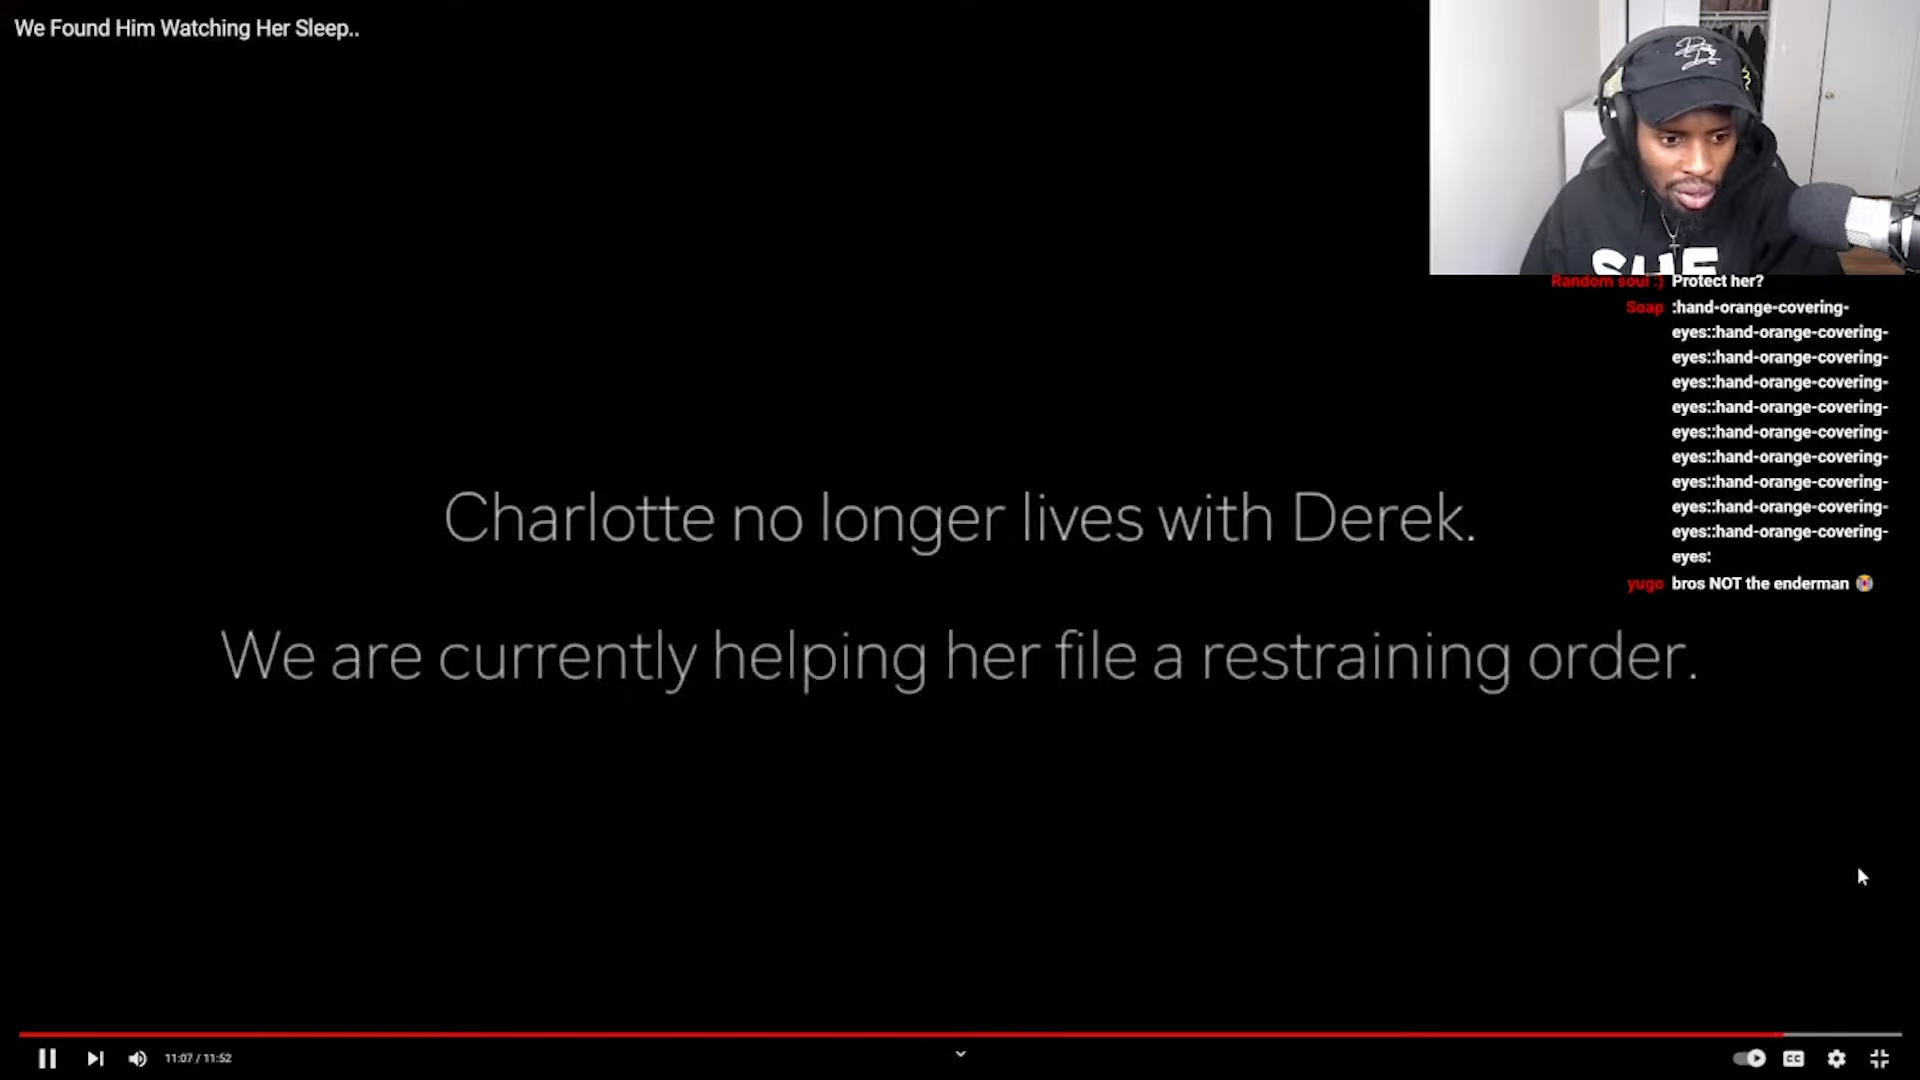 We Found Him Watching Her Sleep..
Random soul :) Protect her?
Soap :hand-orange-covering-
eyes::hand-orange-covering-
eyes::hand-orange-covering-
eyes::hand-orange-covering-
eyes::hand-orange-covering-
eyes::hand-orange-covering-
eyes::hand-orange-covering-
eyes::hand-orange-covering-
eyes::hand-orange-covering-
eyes::hand-orange-covering-
eyes:
yugo bros NOT the enderman 😭
Charlotte no longer lives with Derek.
We are currently helping her file a restraining order.
11:07 / 11:52
CC